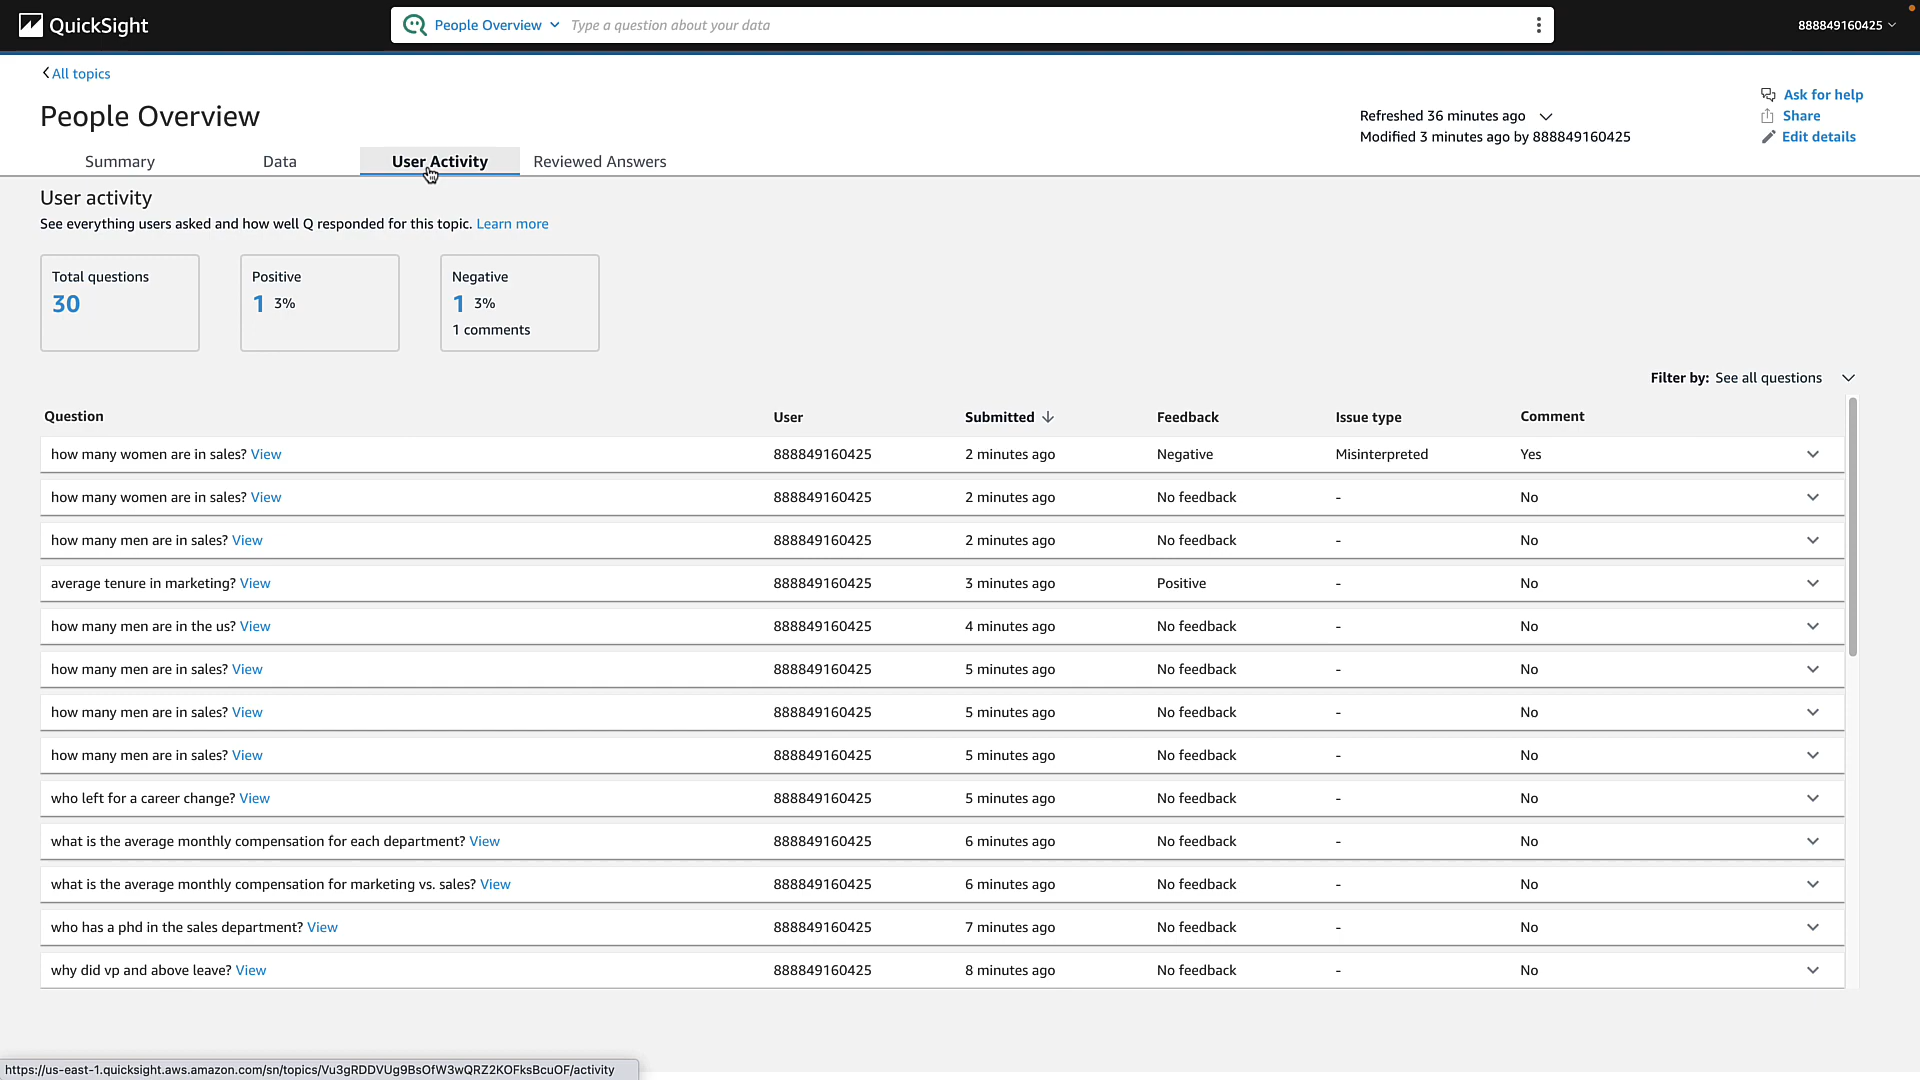 QuickSight
People Overview Type a question about your data
888849160425
All topics
People Overview
Refreshed 36 minutes ago
Modified 3 minutes ago by 888849160425
Ask for help
Share
Edit details
Summary Data User Activity Reviewed Answers
User activity
See everything users asked and how well Q responded for this topic. Learn more
Total questions
30
Positive
1 3%
Negative
1 3%
1 comments
Filter by: See all questions
Question User Submitted Feedback Issue type Comment
how many women are in sales? View 888849160425 2 minutes ago Negative Misinterpreted Yes
how many women are in sales? View 888849160425 2 minutes ago No feedback - No
how many men are in sales? View 888849160425 2 minutes ago No feedback - No
average tenure in marketing? View 888849160425 3 minutes ago Positive - No
how many men are in the us? View 888849160425 4 minutes ago No feedback - No
how many men are in sales? View 888849160425 5 minutes ago No feedback - No
how many men are in sales? View 888849160425 5 minutes ago No feedback - No
how many men are in sales? View 888849160425 5 minutes ago No feedback - No
who left for a career change? View 888849160425 5 minutes ago No feedback - No
what is the average monthly compensation for each department? View 888849160425 6 minutes ago No feedback - No
what is the average monthly compensation for marketing vs. sales? View 888849160425 6 minutes ago No feedback - No
who has a phd in the sales department? View 888849160425 7 minutes ago No feedback - No
why did vp and above leave? View 888849160425 8 minutes ago No feedback - No
https://us-east-1.quicksight.aws.amazon.com/sn/topics/Vu3gRDDVUg9BsOfW3wQRZ2KOFksBcuOF/activity